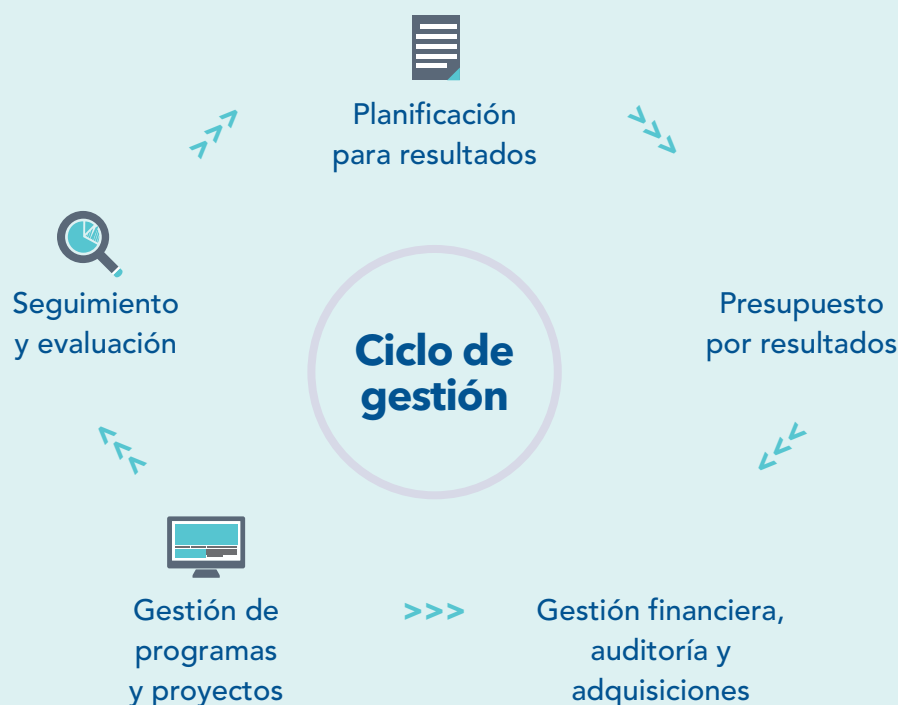 Planificación
para resultados
Seguimiento
y evaluación
Presupuesto
por resultados
Ciclo de
gestión
Gestión de
programas
y proyectos
>>>
Gestión financiera,
auditoría y
adquisiciones